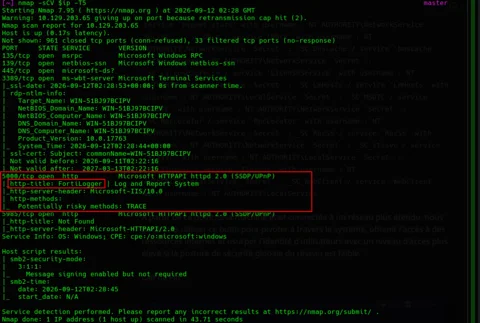 [~] nmap -sCV $ip -T5 master
Starting Nmap 7.95 ( https://nmap.org ) at 2026-09-12 02:28 GMT
Warning: 10.129.203.65 giving up on port because retransmission cap hit (2).
Nmap scan report for 10.129.203.65
Host is up (0.17s latency).
Not shown: 961 closed tcp ports (conn-refused), 33 filtered tcp ports (no-response)
PORT STATE SERVICE VERSION
135/tcp open msrpc Microsoft Windows RPC
139/tcp open netbios-ssn Microsoft Windows netbios-ssn
445/tcp open microsoft-ds?
3389/tcp open ms-wbt-server Microsoft Terminal Services
|_ssl-date: 2026-09-12T02:28:53+00:00; 0s from scanner time.
| rdp-ntlm-info:
| Target_Name: WIN-51BJ97BCIPV
| NetBIOS_Domain_Name: WIN-51BJ97BCIPV
| NetBIOS_Computer_Name: WIN-51BJ97BCIPV
| DNS_Domain_Name: WIN-51BJ97BCIPV
| DNS_Computer_Name: WIN-51BJ97BCIPV
| Product_Version: 10.0.17763
|_ System_Time: 2026-09-12T02:28:44+00:00
| ssl-cert: Subject: commonName=WIN-51BJ97BCIPV
| Not valid before: 2026-09-11T02:22:16
|_Not valid after: 2027-03-13T02:22:16
5000/tcp open http Microsoft HTTPAPI httpd 2.0 (SSDP/UPnP)
|_http-title: FortiLogger | Log and Report System
|_http-server-header: Microsoft-IIS/10.0
| http-methods:
|_ Potentially risky methods: TRACE
5985/tcp open http Microsoft HTTPAPI httpd 2.0 (SSDP/UPnP)
|_http-title: Not Found
|_http-server-header: Microsoft-HTTPAPI/2.0
Service Info: OS: Windows; CPE: cpe:/o:microsoft:windows
Host script results:
| smb2-security-mode:
| 3:1:1:
|_ Message signing enabled but not required
| smb2-time:
| date: 2026-09-12T02:28:45
|_ start_date: N/A
Service detection performed. Please report any incorrect results at https://nmap.org/submit/ .
Nmap done: 1 IP address (1 host up) scanned in 43.71 seconds